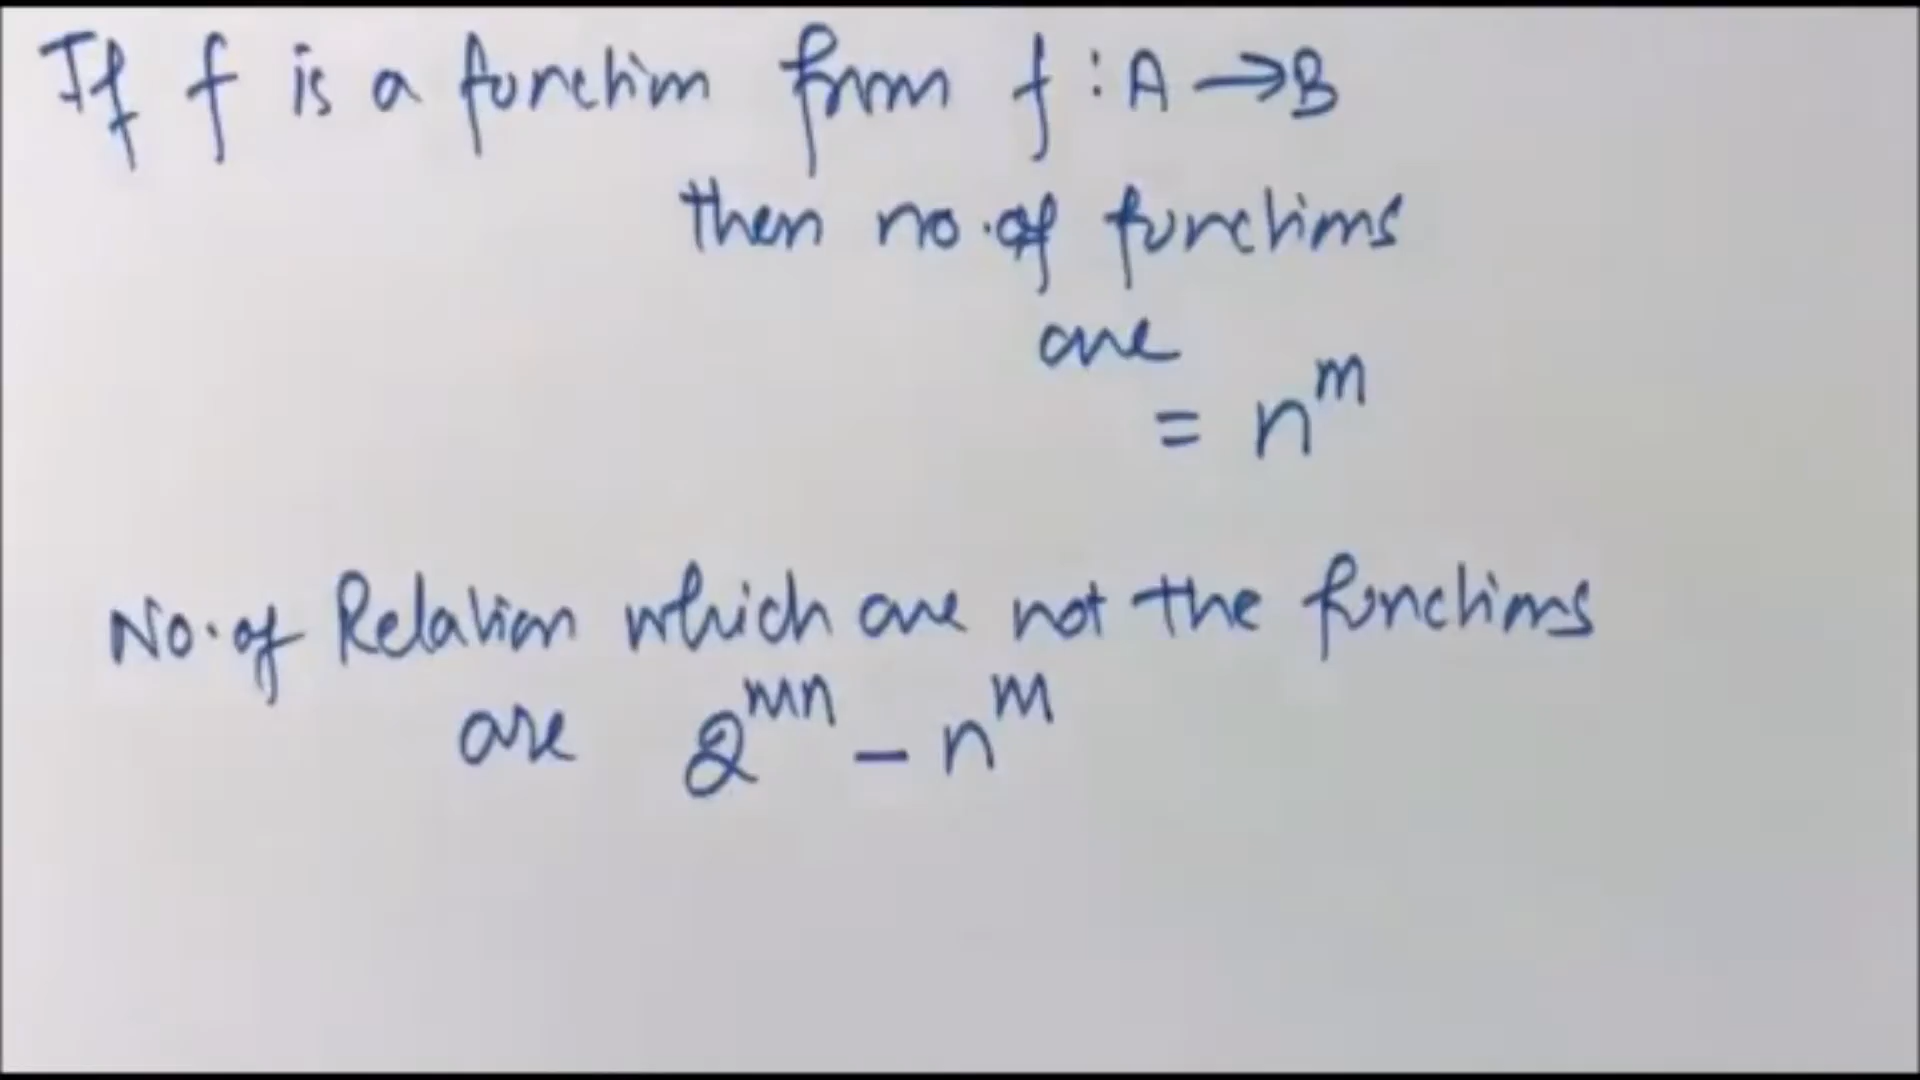 If f is a function from f : A → B
then no. of functions
are
= n^m
No. of Relation which are not the functions
are 2^mn - n^m